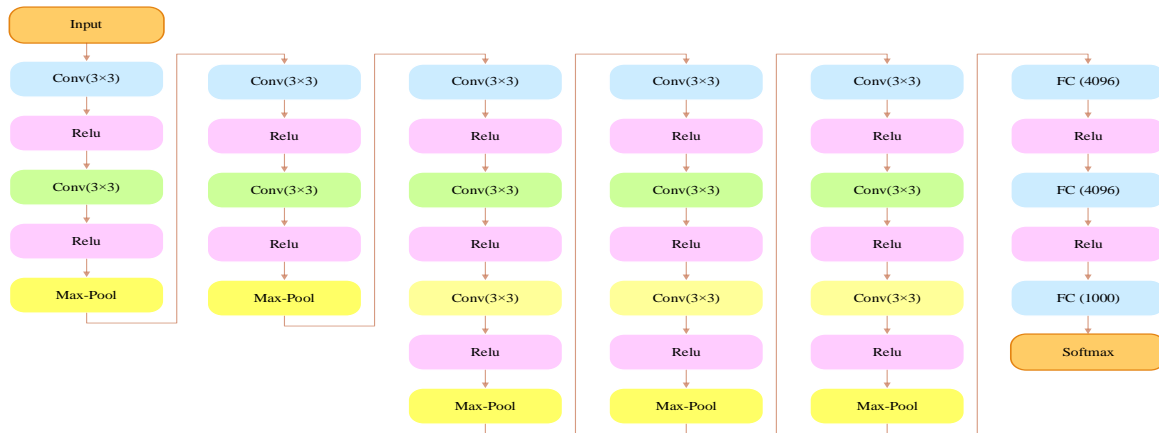 Input
Conv(3×3)
Relu
Conv(3×3)
Relu
Max-Pool
Conv(3×3)
Relu
Conv(3×3)
Relu
Max-Pool
Conv(3×3)
Relu
Conv(3×3)
Relu
Conv(3×3)
Relu
Max-Pool
Conv(3×3)
Relu
Conv(3×3)
Relu
Conv(3×3)
Relu
Max-Pool
Conv(3×3)
Relu
Conv(3×3)
Relu
Conv(3×3)
Relu
Max-Pool
FC (4096)
Relu
FC (4096)
Relu
FC (1000)
Softmax